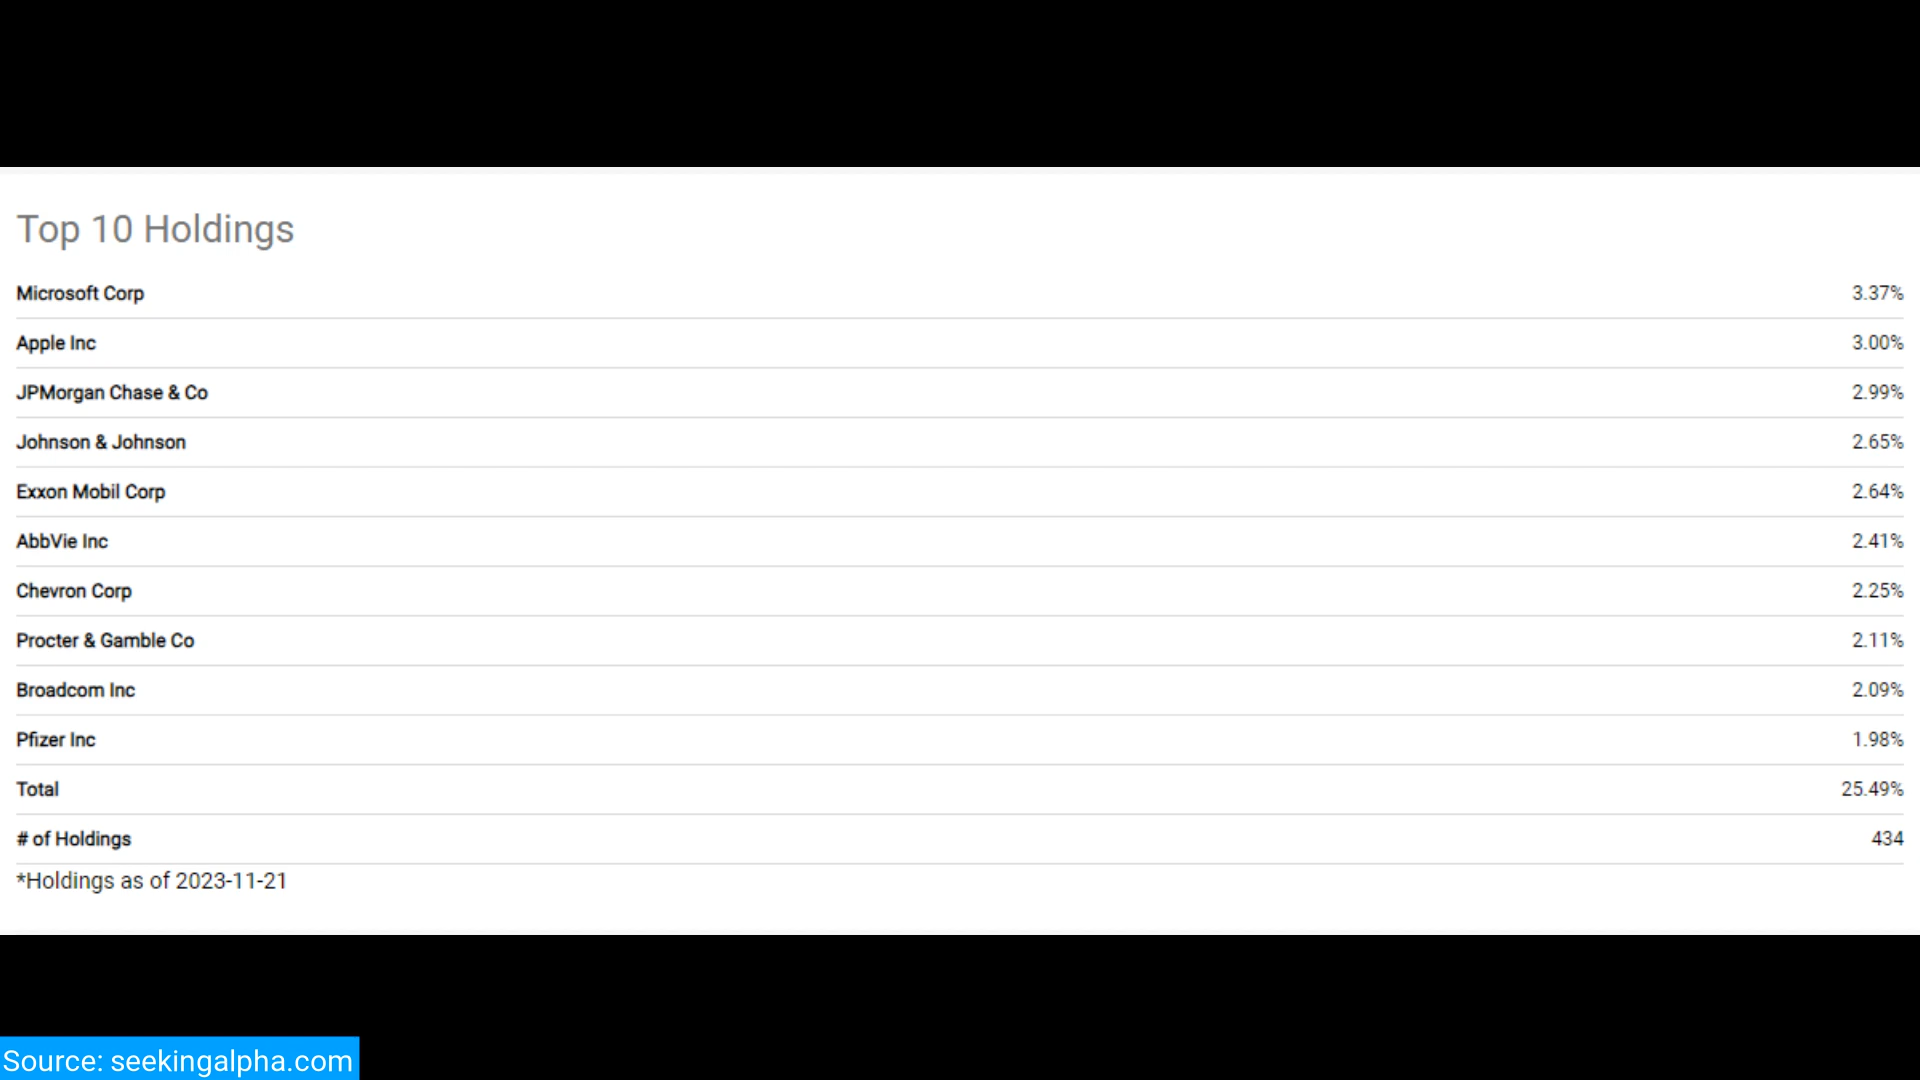 Top 10 Holdings
Microsoft Corp 3.37%
Apple Inc 3.00%
JPMorgan Chase & Co 2.99%
Johnson & Johnson 2.65%
Exxon Mobil Corp 2.64%
AbbVie Inc 2.41%
Chevron Corp 2.25%
Procter & Gamble Co 2.11%
Broadcom Inc 2.09%
Pfizer Inc 1.98%
Total 25.49%
# of Holdings 434
*Holdings as of 2023-11-21
Source: seekingalpha.com